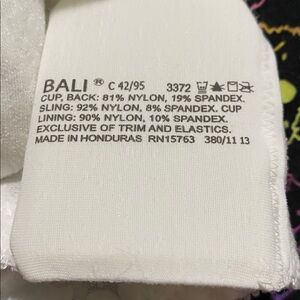 BALI ® C 42/95 3372
CUP, BACK: 81% NYLON, 19% SPANDEX.
SLING: 92% NYLON, 8% SPANDEX. CUP
LINING: 90% NYLON, 10% SPANDEX.
EXCLUSIVE OF TRIM AND ELASTICS.
MADE IN HONDURAS RN15763 380/11 13